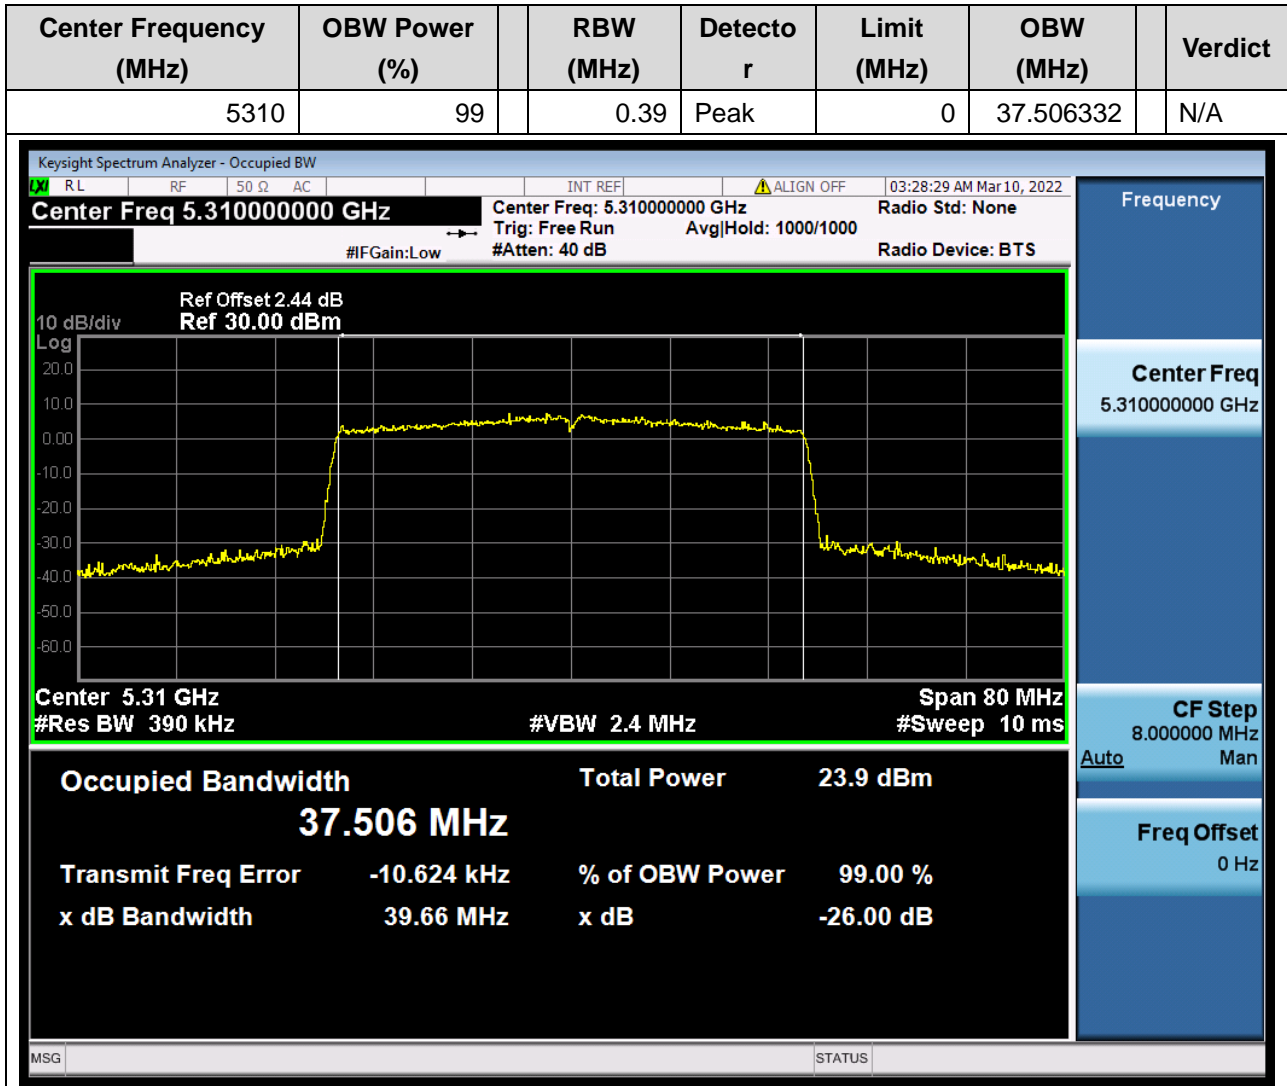 Center Frequency (MHz) OBW Power (%) RBW (MHz) Detecto r Limit (MHz) OBW (MHz) Verdict
5310 99 0.39 Peak 0 37.506332 N/A
Keysight Spectrum Analyzer - Occupied BW
LXI RL RF 50 Ω AC INT REF ALIGN OFF 03:28:29 AM Mar 10, 2022
Center Freq 5.310000000 GHz Center Freq: 5.310000000 GHz Radio Std: None
Trig: Free Run Avg|Hold: 1000/1000
#IFGain:Low #Atten: 40 dB Radio Device: BTS
Ref Offset 2.44 dB
10 dB/div Ref 30.00 dBm
Log
20.0
10.0
0.00
-10.0
-20.0
-30.0
-40.0
-50.0
-60.0
Center 5.31 GHz Span 80 MHz
#Res BW 390 kHz #VBW 2.4 MHz #Sweep 10 ms
Occupied Bandwidth Total Power 23.9 dBm
37.506 MHz
Transmit Freq Error -10.624 kHz % of OBW Power 99.00 %
x dB Bandwidth 39.66 MHz x dB -26.00 dB
Frequency
Center Freq
5.310000000 GHz
CF Step
8.000000 MHz
Auto Man
Freq Offset
0 Hz
MSG STATUS